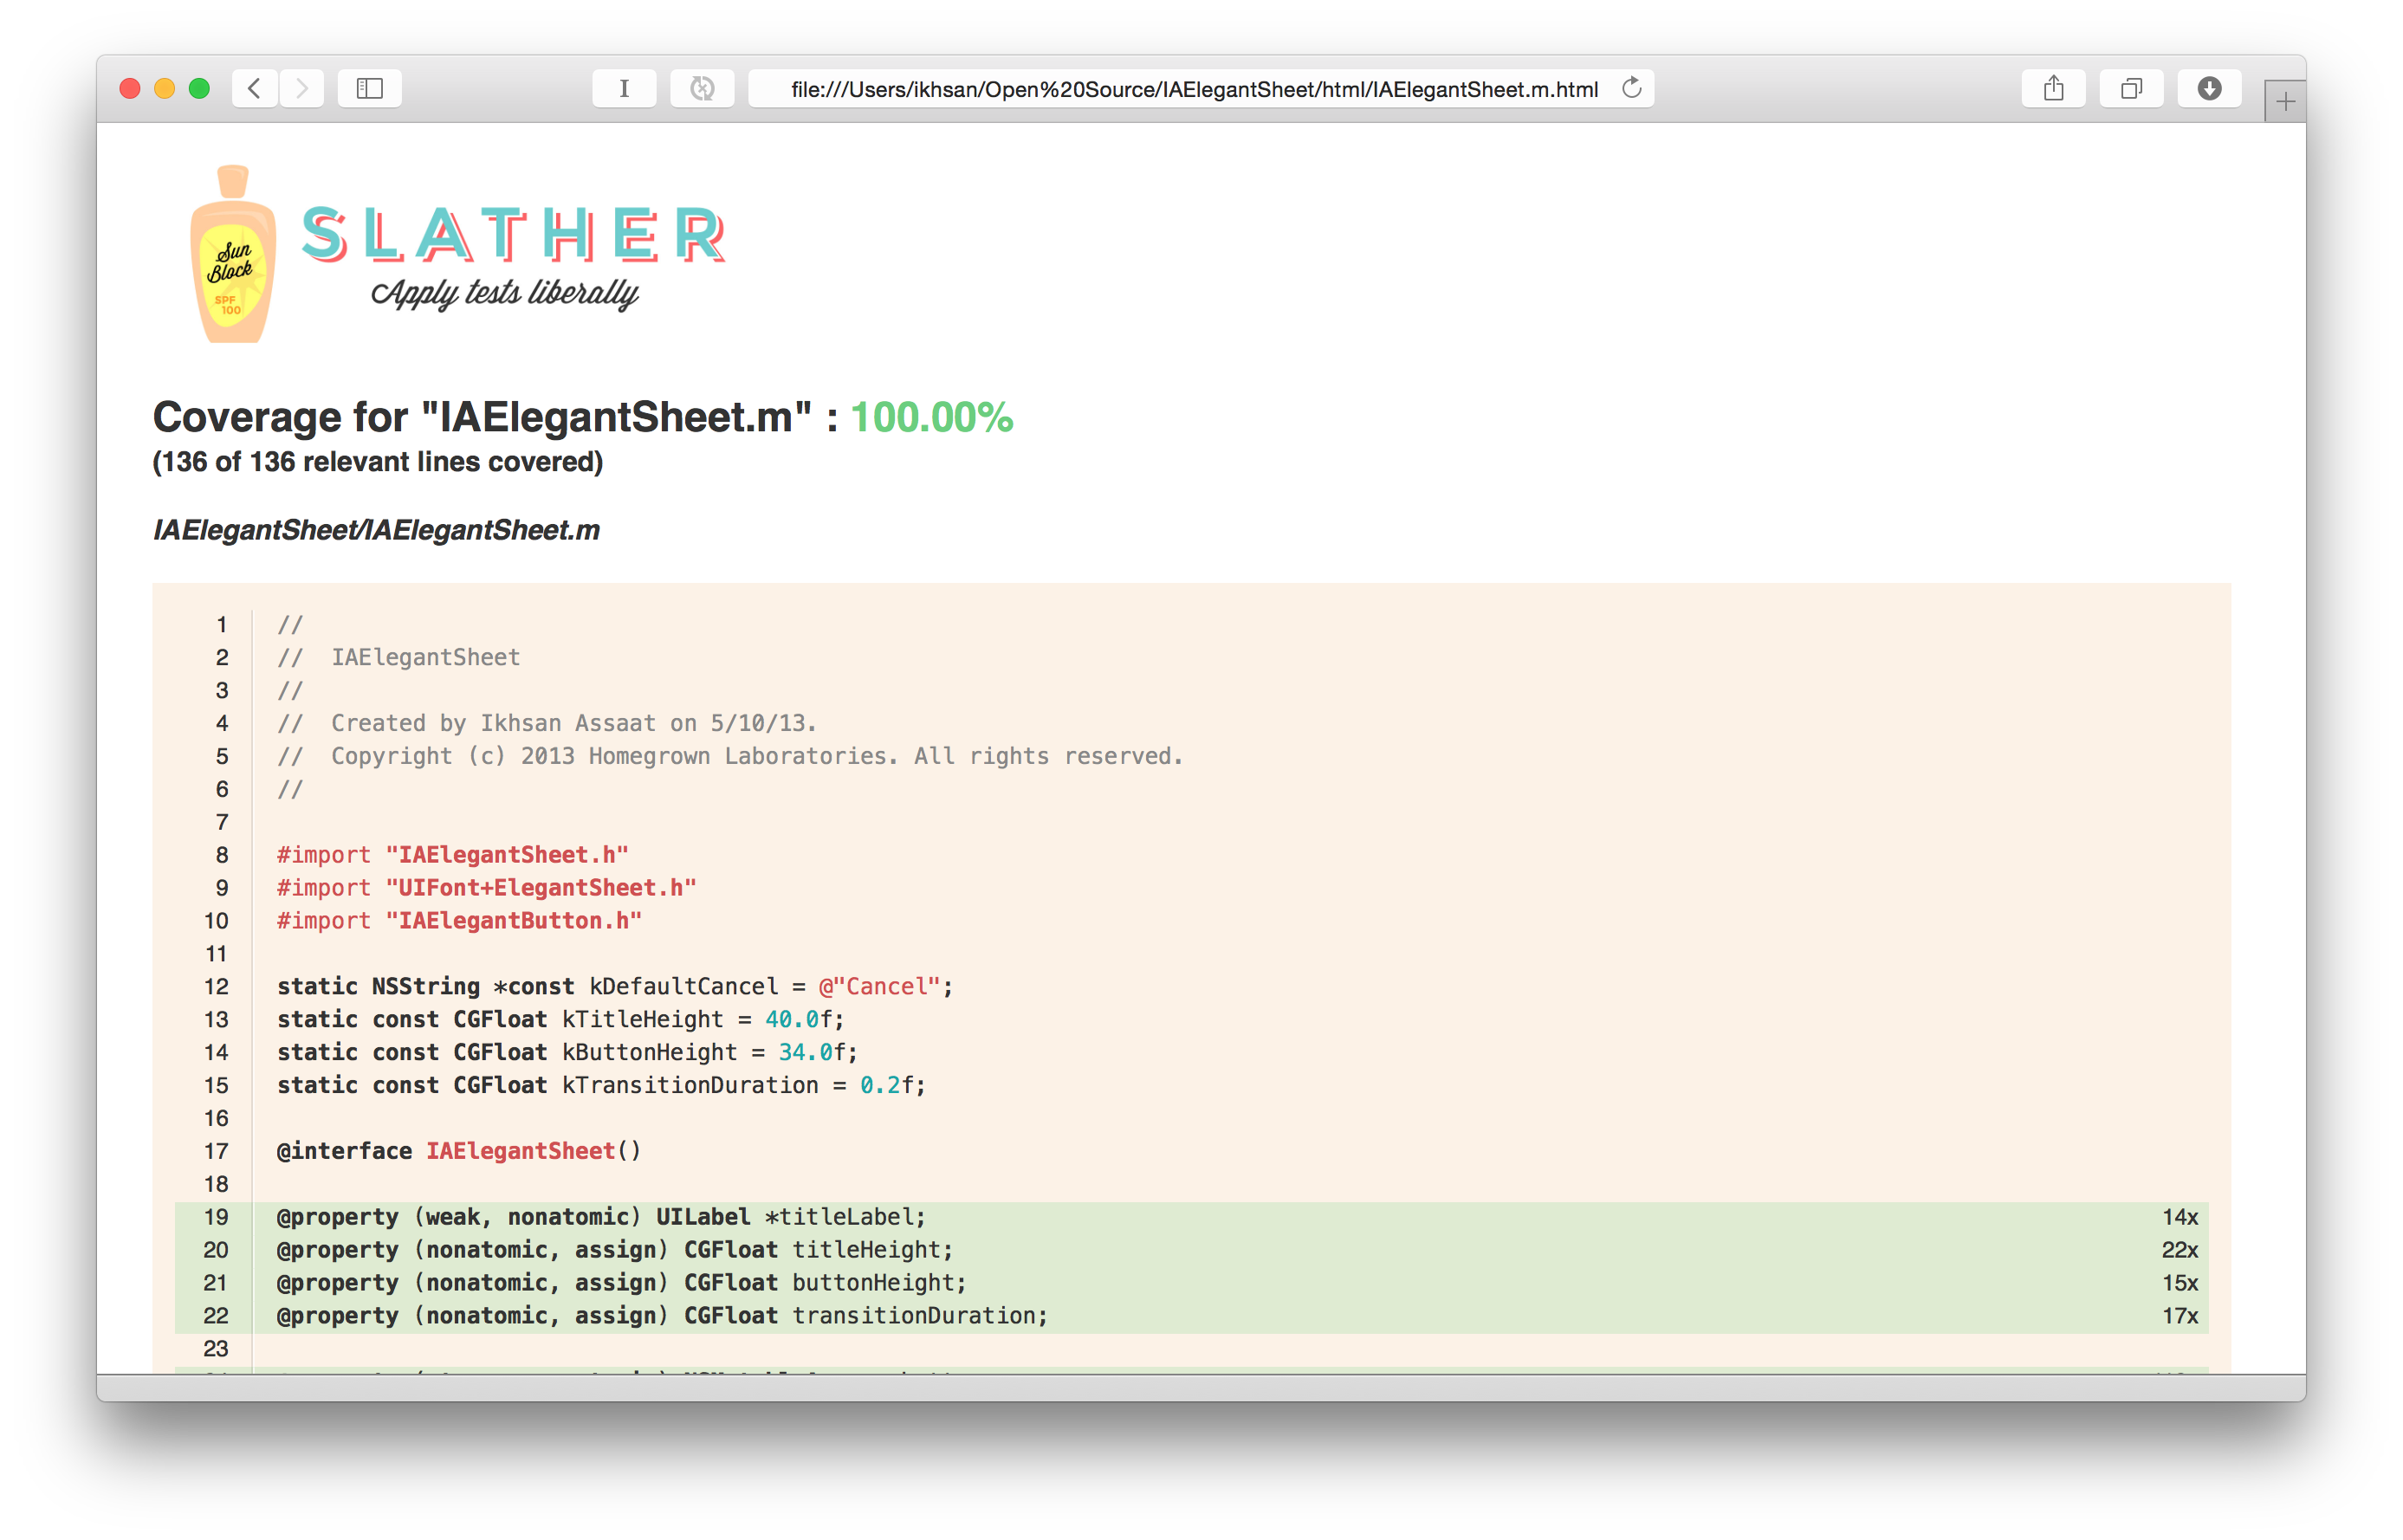 file:///Users/ikhsan/Open%20Source/IAElegantSheet/html/IAElegantSheet.m.html
Sun
Block
SPF
100
SLATHER
Apply tests liberally
Coverage for "IAElegantSheet.m" : 100.00%
(136 of 136 relevant lines covered)
IAElegantSheet/IAElegantSheet.m
1 //
2 //  IAElegantSheet
3 //
4 //  Created by Ikhsan Assaat on 5/10/13.
5 //  Copyright (c) 2013 Homegrown Laboratories. All rights reserved.
6 //
7
8 #import "IAElegantSheet.h"
9 #import "UIFont+ElegantSheet.h"
10 #import "IAElegantButton.h"
11
12 static NSString *const kDefaultCancel = @"Cancel";
13 static const CGFloat kTitleHeight = 40.0f;
14 static const CGFloat kButtonHeight = 34.0f;
15 static const CGFloat kTransitionDuration = 0.2f;
16
17 @interface IAElegantSheet()
18
19 @property (weak, nonatomic) UILabel *titleLabel; 14x
20 @property (nonatomic, assign) CGFloat titleHeight; 22x
21 @property (nonatomic, assign) CGFloat buttonHeight; 15x
22 @property (nonatomic, assign) CGFloat transitionDuration; 17x
23